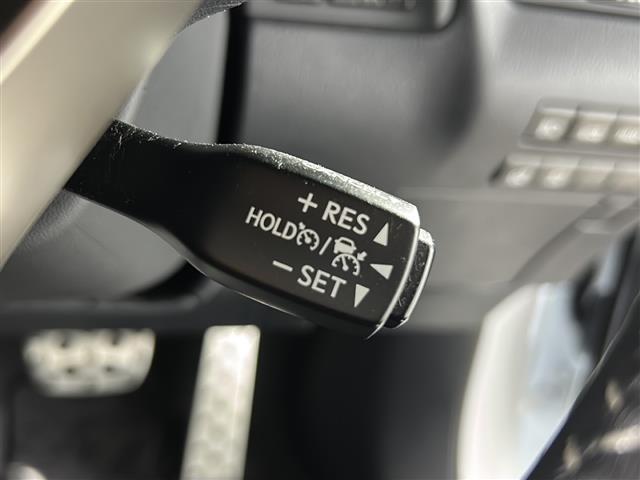 + RES ▲
HOLD / ◀
- SET ▼